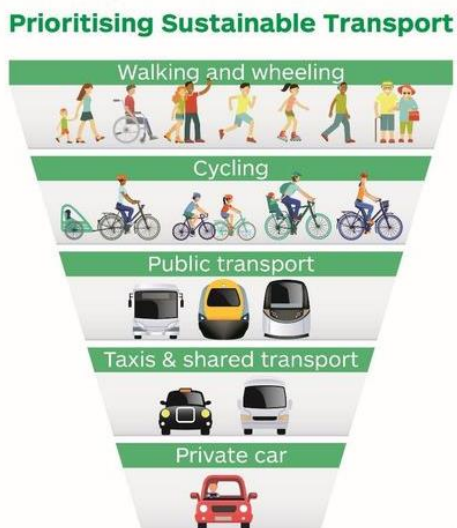 Prioritising Sustainable Transport
Walking and wheeling
Cycling
Public transport
Taxis & shared transport
Private car